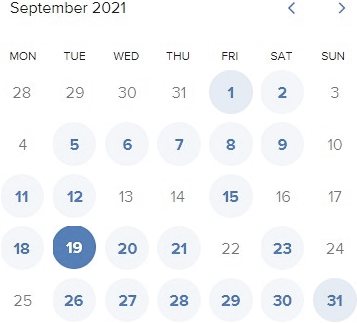 September 2021
MON TUE WED THU FRI SAT SUN
28 29 30 31 1 2 3
4 5 6 7 8 9 10
11 12 13 14 15 16 17
18 19 20 21 22 23 24
25 26 27 28 29 30 31